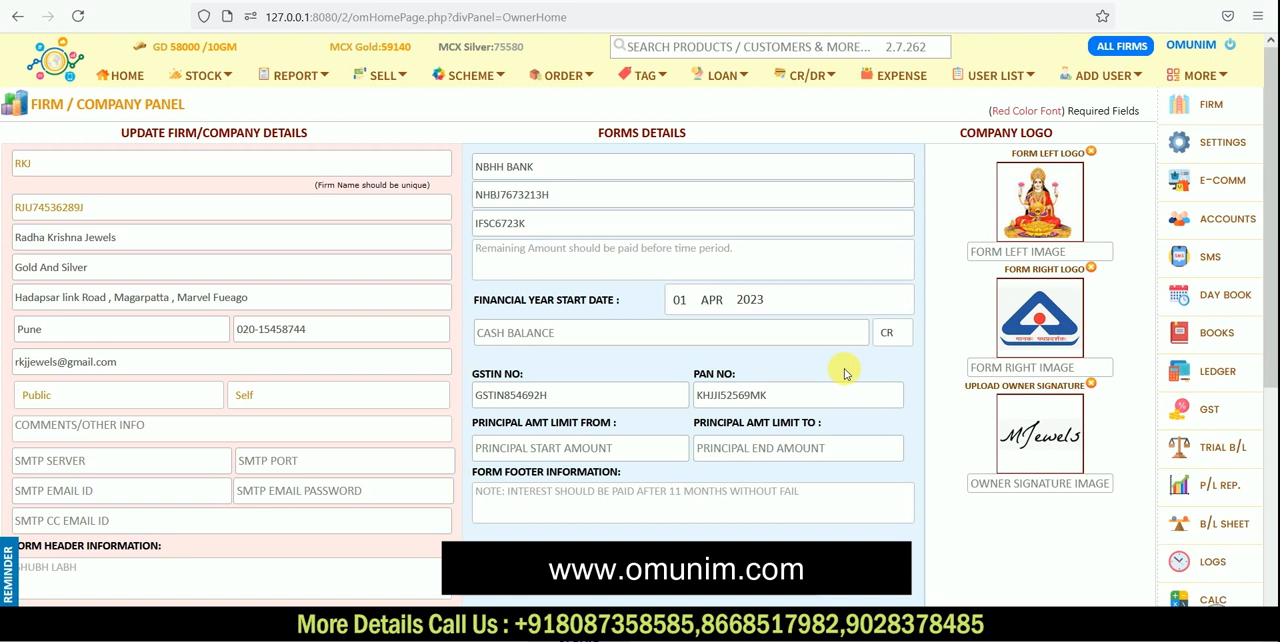 127.0.0.1:8080/2/omHomePage.php?divPanel=OwnerHome
GD 58000 /10GM
MCX Gold:59140
MCX Silver:75580
SEARCH PRODUCTS / CUSTOMERS & MORE... 2.7.262
ALL FIRMS
OMUNIM
HOME
STOCK
REPORT
SELL
SCHEME
ORDER
TAG
LOAN
CR/DR
EXPENSE
USER LIST
ADD USER
MORE
FIRM / COMPANY PANEL
(Red Color Font) Required Fields
UPDATE FIRM/COMPANY DETAILS
RKJ
(Firm Name should be unique)
RJU74536289J
Radha Krishna Jewels
Gold And Silver
Hadapsar link Road , Magarpatta , Marvel Fueago
Pune
020-15458744
rkjjewels@gmail.com
Public
Self
COMMENTS/OTHER INFO
SMTP SERVER
SMTP PORT
SMTP EMAIL ID
SMTP EMAIL PASSWORD
SMTP CC EMAIL ID
FORM HEADER INFORMATION:
SHUBH LABH
REMINDER
FORMS DETAILS
NBHH BANK
NHBJ7673213H
IFSC6723K
Remaining Amount should be paid before time period.
FINANCIAL YEAR START DATE :
01 APR 2023
CASH BALANCE
CR
GSTIN NO:
PAN NO:
GSTIN854692H
KHJJI52569MK
PRINCIPAL AMT LIMIT FROM :
PRINCIPAL AMT LIMIT TO :
PRINCIPAL START AMOUNT
PRINCIPAL END AMOUNT
FORM FOOTER INFORMATION:
NOTE: INTEREST SHOULD BE PAID AFTER 11 MONTHS WITHOUT FAIL
COMPANY LOGO
FORM LEFT LOGO
FORM LEFT IMAGE
FORM RIGHT LOGO
FORM RIGHT IMAGE
UPLOAD OWNER SIGNATURE
MJewels
OWNER SIGNATURE IMAGE
FIRM
SETTINGS
E-COMM
ACCOUNTS
SMS
DAY BOOK
BOOKS
LEDGER
GST
TRIAL B/L
P/L REP.
B/L SHEET
LOGS
CALC
www.omunim.com
More Details Call Us : +918087358585,8668517982,9028378485